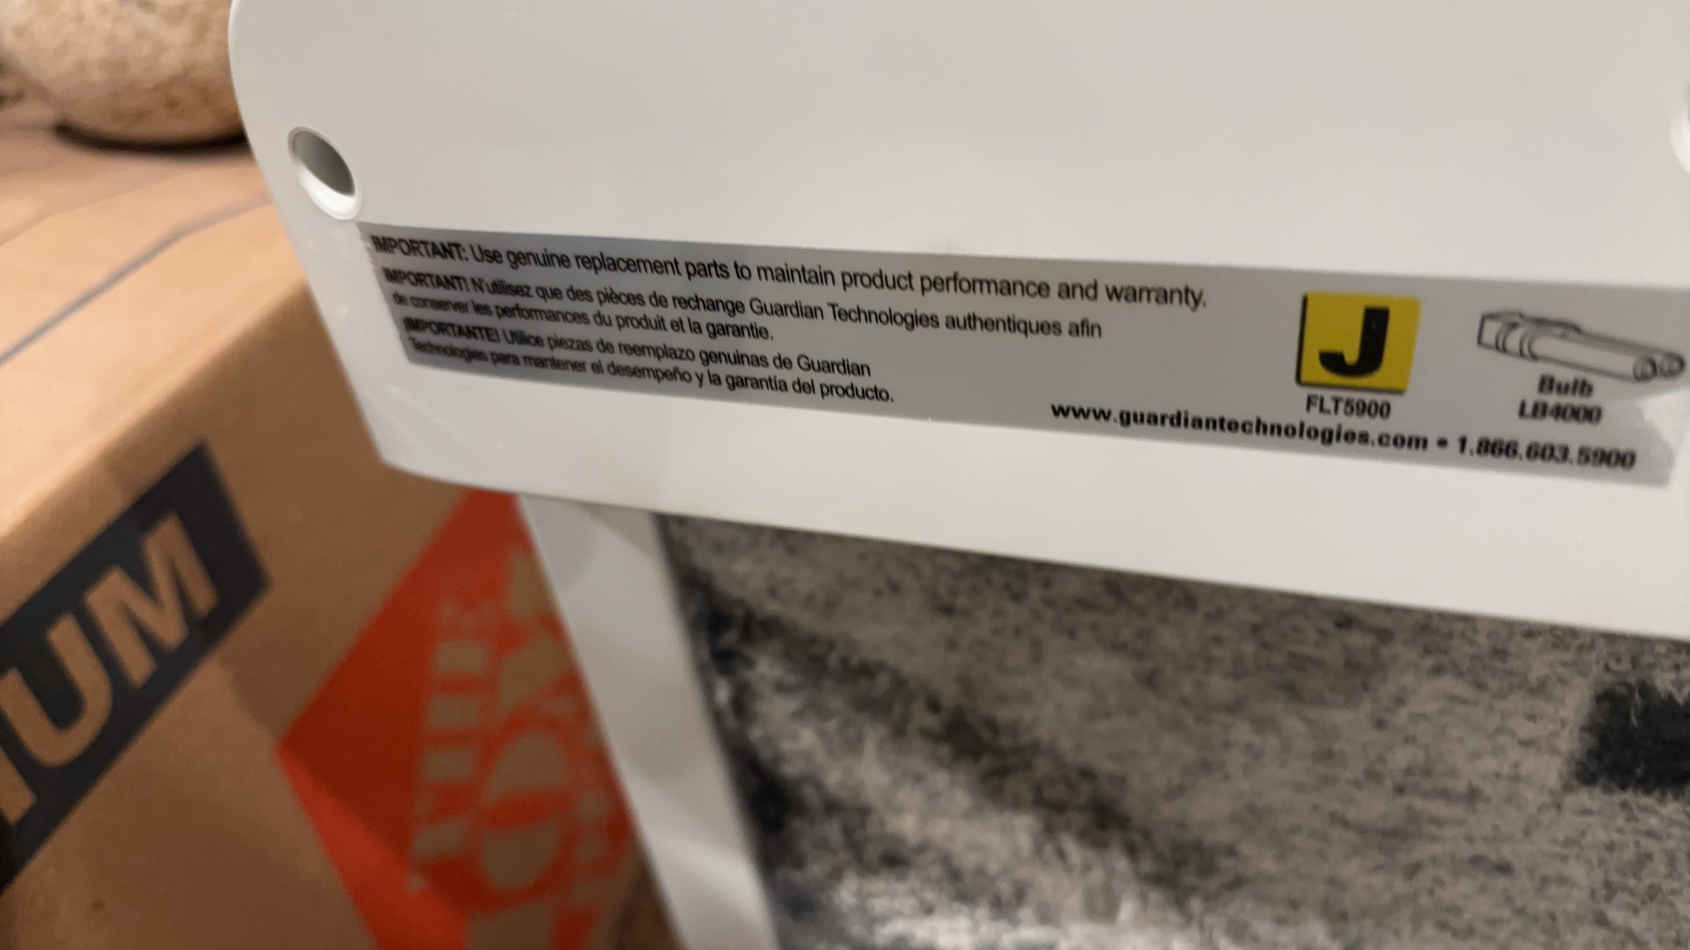 IMPORTANT: Use genuine replacement parts to maintain product performance and warranty.
IMPORTANT! N'utilisez que des pièces de rechange Guardian Technologies authentiques afin
de conserver les performances du produit et la garantie.
¡IMPORTANTE! Utilice piezas de reemplazo genuinas de Guardian
Technologies para mantener el desempeño y la garantía del producto.
J
FLT5900
Bulb
LB4000
www.guardiantechnologies.com • 1.866.603.5900
IUM